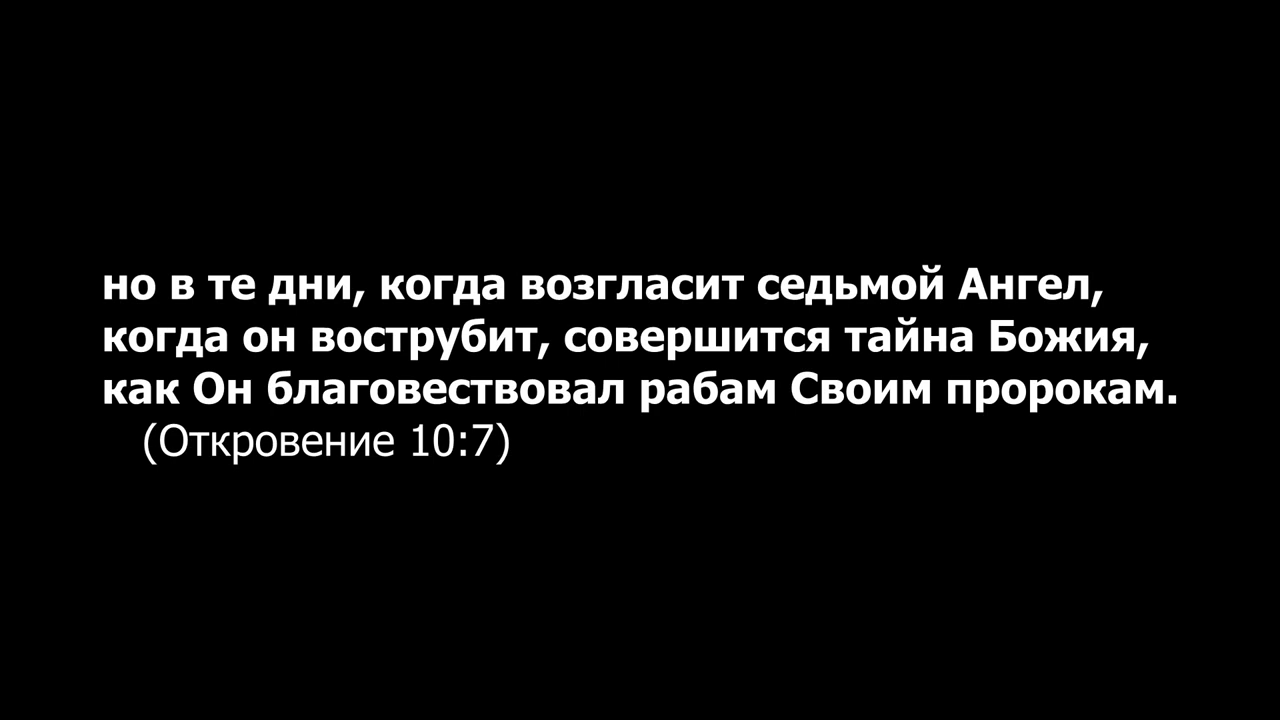 но в те дни, когда возгласит седьмой Ангел,
когда он вострубит, совершится тайна Божия,
как Он благовествовал рабам Своим пророкам.
(Откровение 10:7)